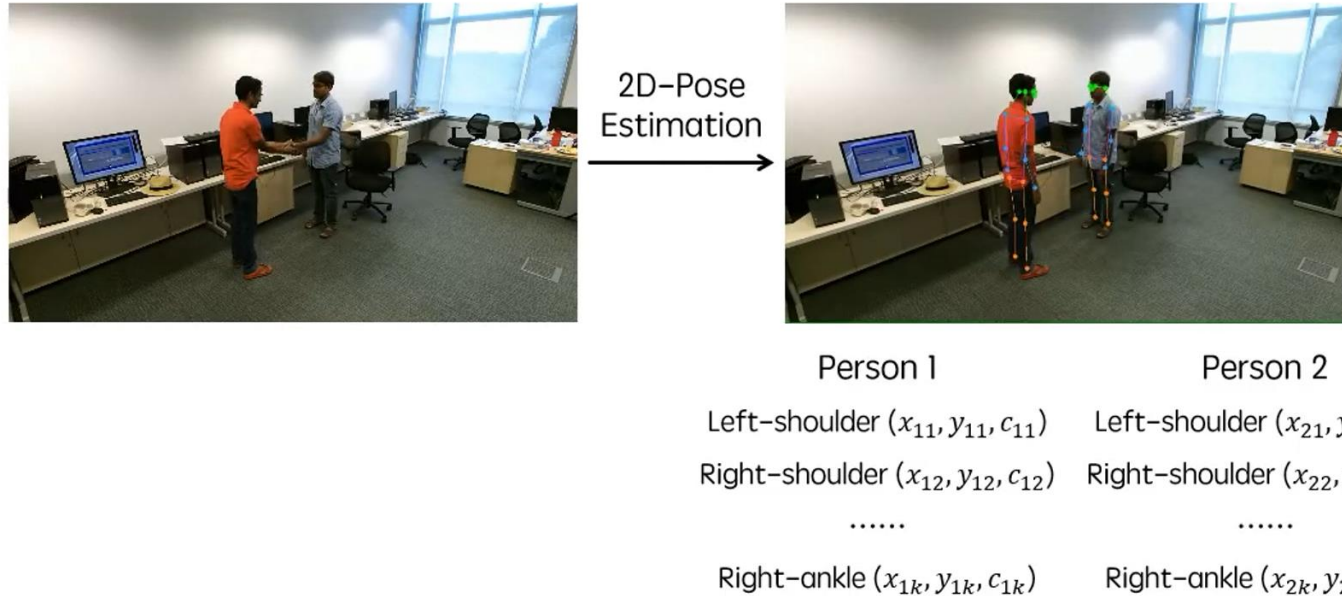 2D-Pose
Estimation
Person 1 Person 2
Left-shoulder (x₁₁, y₁₁, c₁₁) Left-shoulder (x₂₁,
Right-shoulder (x₁₂, y₁₂, c₁₂) Right-shoulder (x₂₂,
...... ......
Right-ankle (x₁ₖ, y₁ₖ, c₁ₖ) Right-ankle (x₂ₖ,